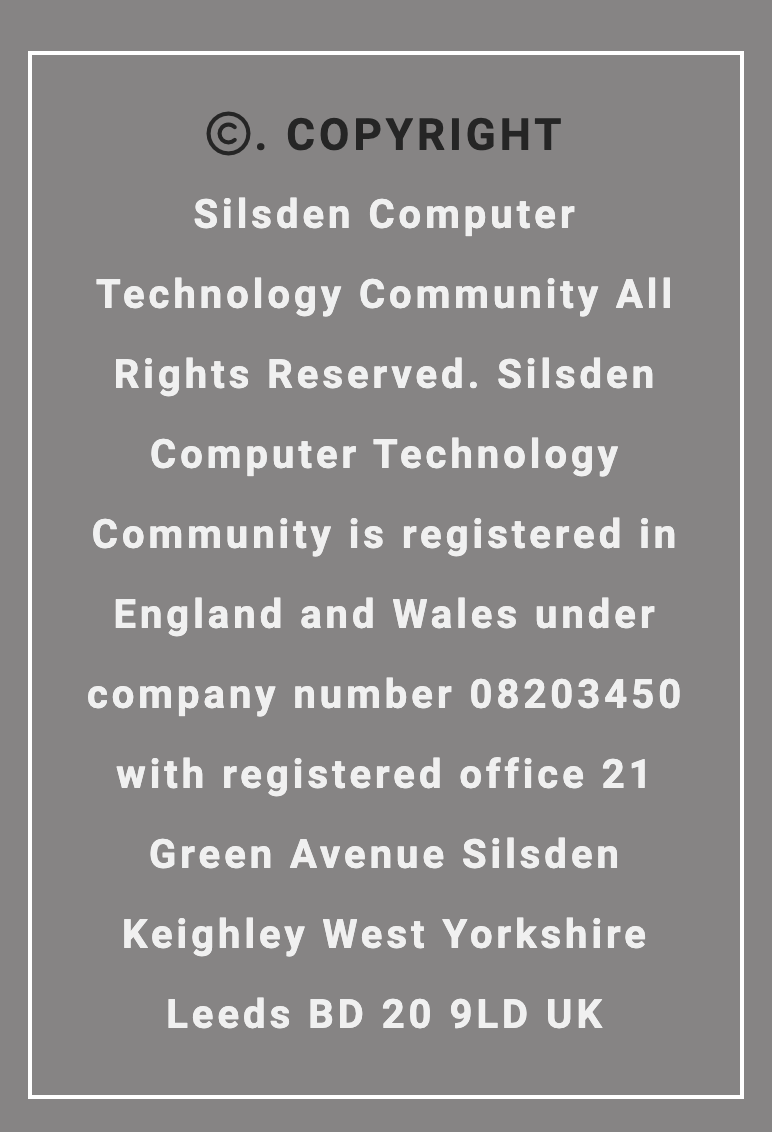 ©. COPYRIGHT
Silsden Computer
Technology Community All
Rights Reserved. Silsden
Computer Technology
Community is registered in
England and Wales under
company number 08203450
with registered office 21
Green Avenue Silsden
Keighley West Yorkshire
Leeds BD 20 9LD UK